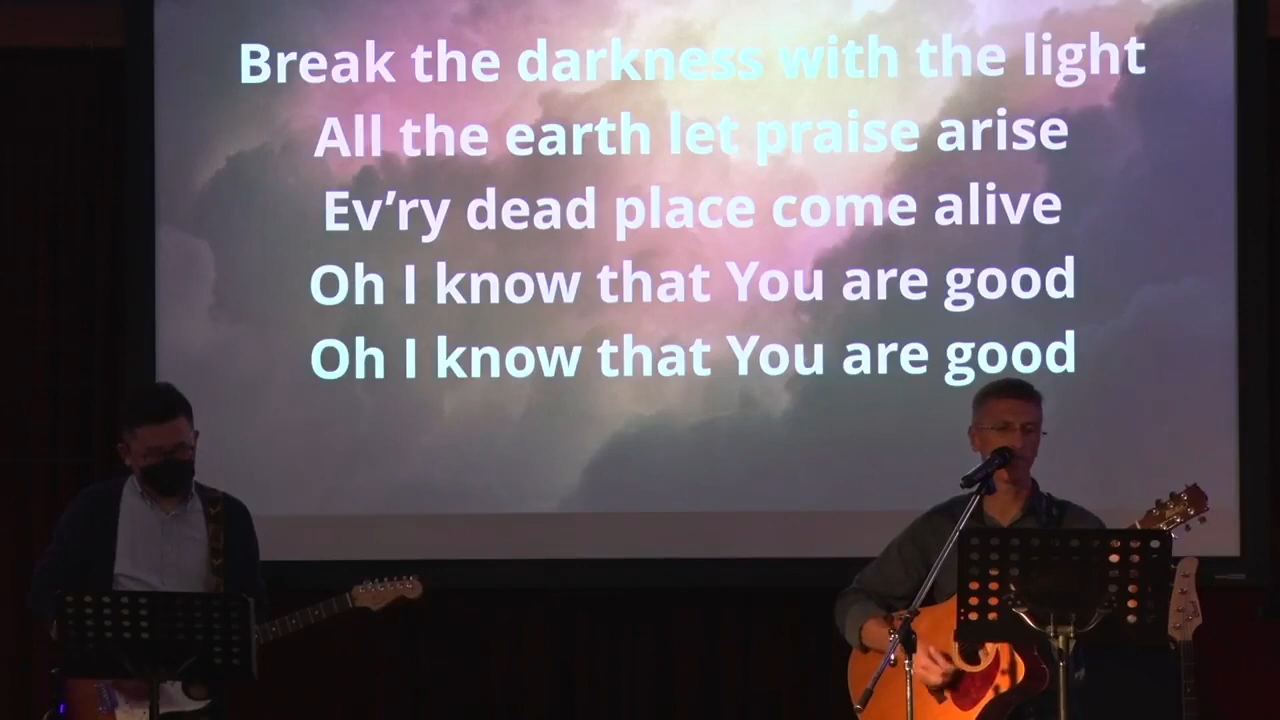 Break the darkness with the light
All the earth let praise arise
Ev’ry dead place come alive
Oh I know that You are good
Oh I know that You are good